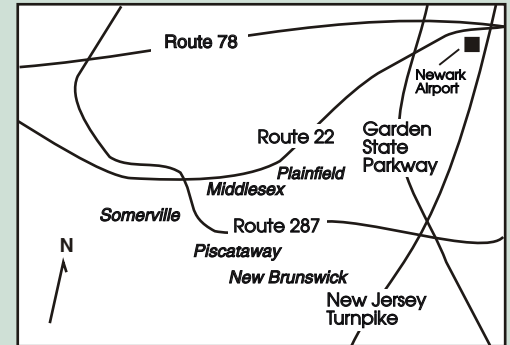 Route 78
Newark
Airport
Route 22
Garden
State
Parkway
Plainfield
Middlesex
Somerville
Route 287
Piscataway
N
New Brunswick
New Jersey
Turnpike